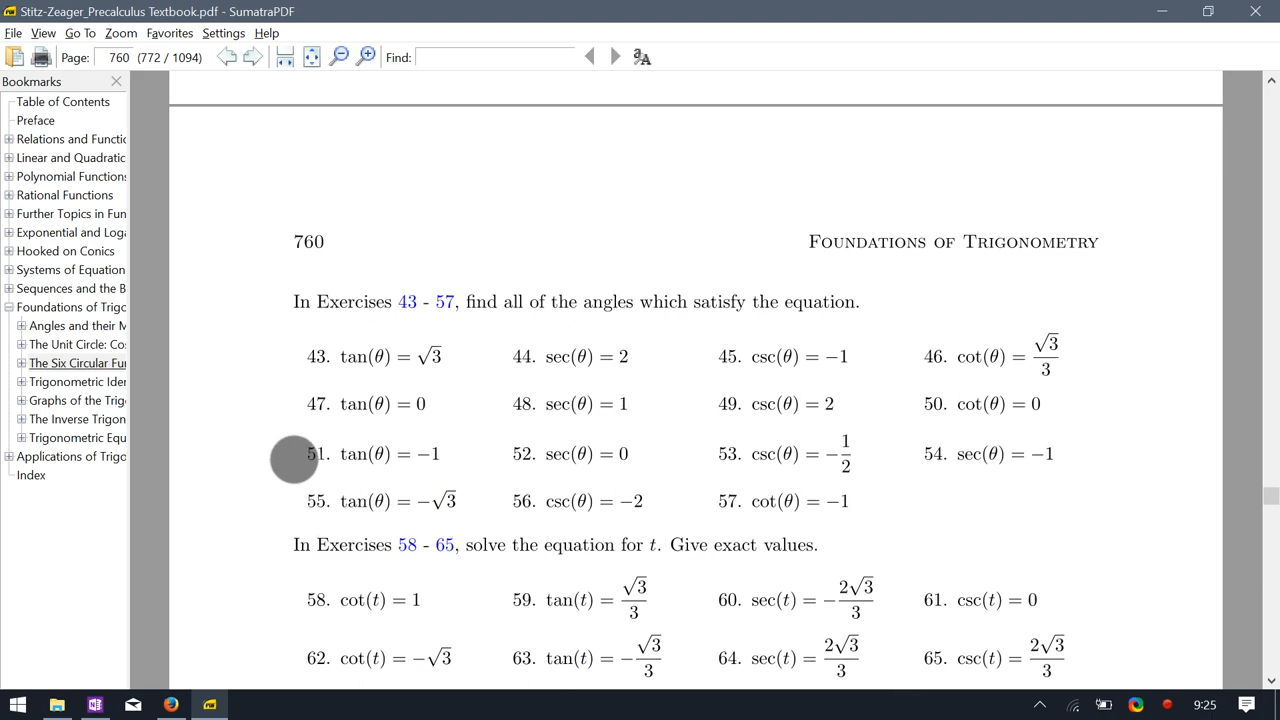 Stitz-Zeager_Precalculus Textbook.pdf - SumatraPDF
File View Go To Zoom Favorites Settings Help
Page: 760 (772 / 1094) Find:
Bookmarks
Table of Contents
Preface
Relations and Functio
Linear and Quadratic
Polynomial Functions
Rational Functions
Further Topics in Fun
Exponential and Loga
Hooked on Conics
Systems of Equation
Sequences and the B
Foundations of Trigo
Angles and their M
The Unit Circle: Co
The Six Circular Fu
Trigonometric Ide
Graphs of the Trig
The Inverse Trigon
Trigonometric Equ
Applications of Trigo
Index
760 FOUNDATIONS OF TRIGONOMETRY
In Exercises 43 - 57, find all of the angles which satisfy the equation.
43. tan(θ) = √3 44. sec(θ) = 2 45. csc(θ) = −1 46. cot(θ) = √3/3
47. tan(θ) = 0 48. sec(θ) = 1 49. csc(θ) = 2 50. cot(θ) = 0
51. tan(θ) = −1 52. sec(θ) = 0 53. csc(θ) = −1/2 54. sec(θ) = −1
55. tan(θ) = −√3 56. csc(θ) = −2 57. cot(θ) = −1
In Exercises 58 - 65, solve the equation for t. Give exact values.
58. cot(t) = 1 59. tan(t) = √3/3 60. sec(t) = −2√3/3 61. csc(t) = 0
62. cot(t) = −√3 63. tan(t) = −√3/3 64. sec(t) = 2√3/3 65. csc(t) = 2√3/3
9:25